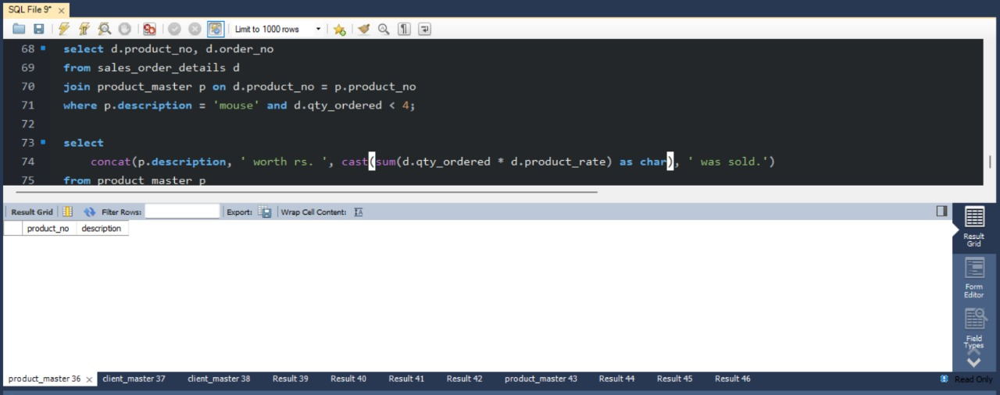 SQL File 9*
Limit to 1000 rows
68 select d.product_no, d.order_no
69 from sales_order_details d
70 join product_master p on d.product_no = p.product_no
71 where p.description = 'mouse' and d.qty_ordered < 4;
72
73 select
74 concat(p.description, ' worth rs. ', cast(sum(d.qty_ordered * d.product_rate) as char), ' was sold.')
75 from product_master p
Result Grid Filter Rows: Export: Wrap Cell Content:
product_no description
Result
Grid
Form
Editor
Field
Types
product_master 36 client_master 37 client_master 38 Result 39 Result 40 Result 41 Result 42 product_master 43 Result 44 Result 45 Result 46 Read Only